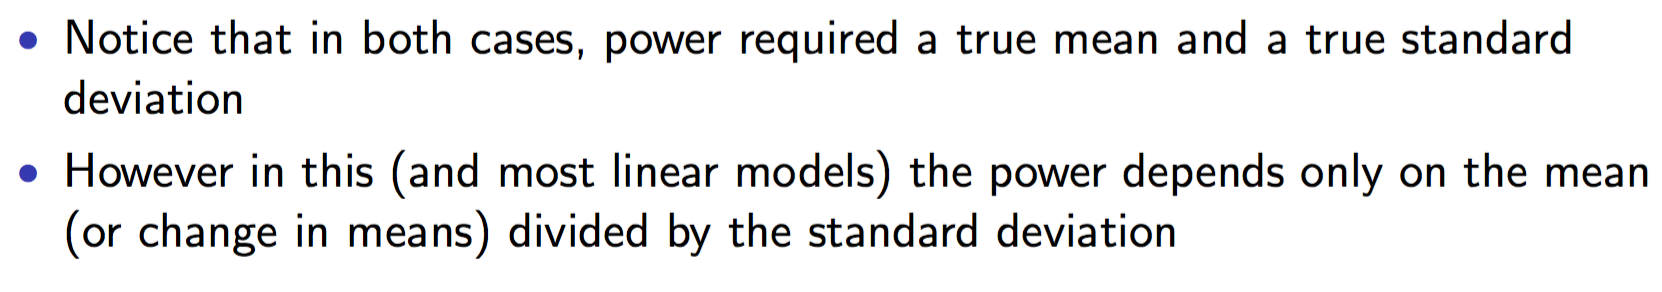 • Notice that in both cases, power required a true mean and a true standard
deviation
• However in this (and most linear models) the power depends only on the mean
(or change in means) divided by the standard deviation